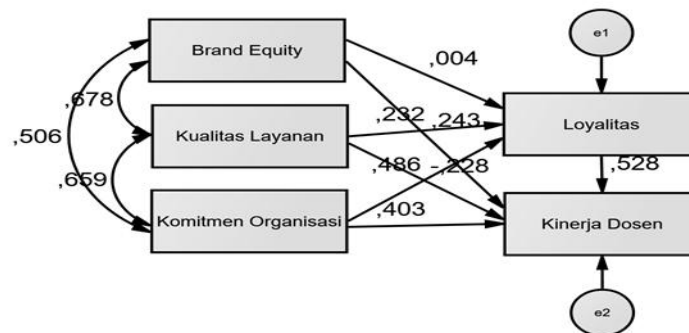 e1
Brand Equity
,004
,678
,232
,243
Loyalitas
Kualitas Layanan
,506
,486
-,228
,528
,659
,403
Komitmen Organisasi
Kinerja Dosen
e2